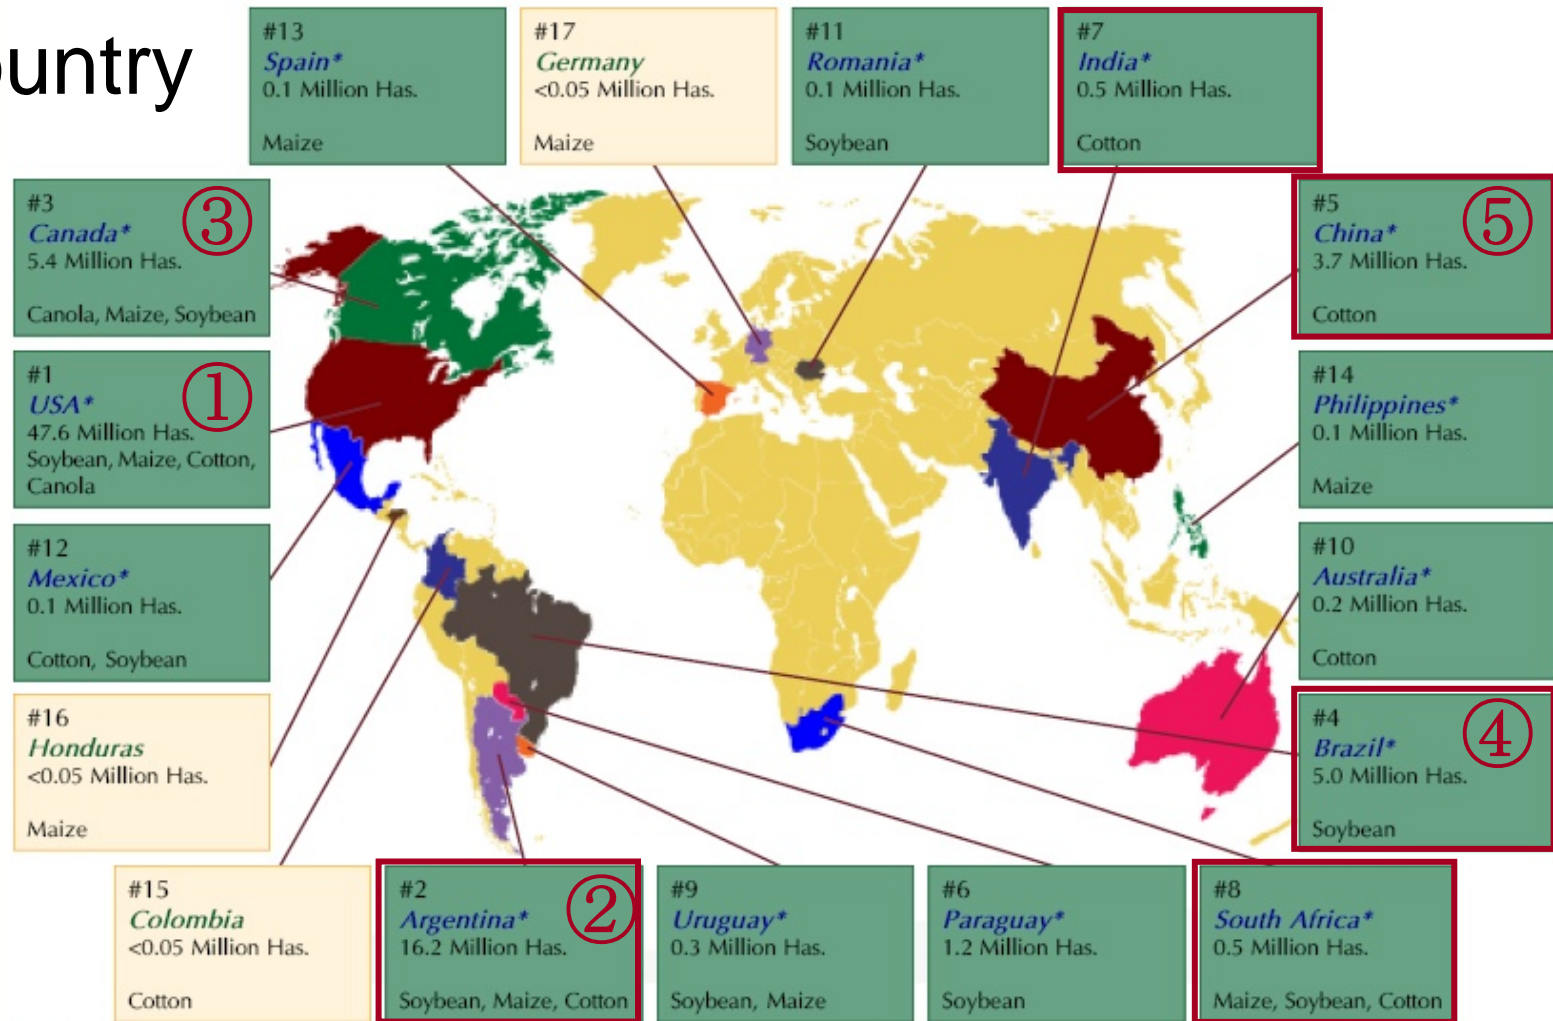 ountry
#13
Spain*
0.1 Million Has.
Maize
#17
Germany
<0.05 Million Has.
Maize
#11
Romania*
0.1 Million Has.
Soybean
#7
India*
0.5 Million Has.
Cotton
#3
Canada*
③
5.4 Million Has.
Canola, Maize, Soybean
#5
China*
⑤
3.7 Million Has.
Cotton
#1
USA*
①
47.6 Million Has.
Soybean, Maize, Cotton,
Canola
#14
Philippines*
0.1 Million Has.
Maize
#12
Mexico*
0.1 Million Has.
Cotton, Soybean
#10
Australia*
0.2 Million Has.
Cotton
#16
Honduras
<0.05 Million Has.
Maize
#4
Brazil*
④
5.0 Million Has.
Soybean
#15
Colombia
<0.05 Million Has.
Cotton
#2
Argentina*
②
16.2 Million Has.
Soybean, Maize, Cotton
#9
Uruguay*
0.3 Million Has.
Soybean, Maize
#6
Paraguay*
1.2 Million Has.
Soybean
#8
South Africa*
0.5 Million Has.
Maize, Soybean, Cotton